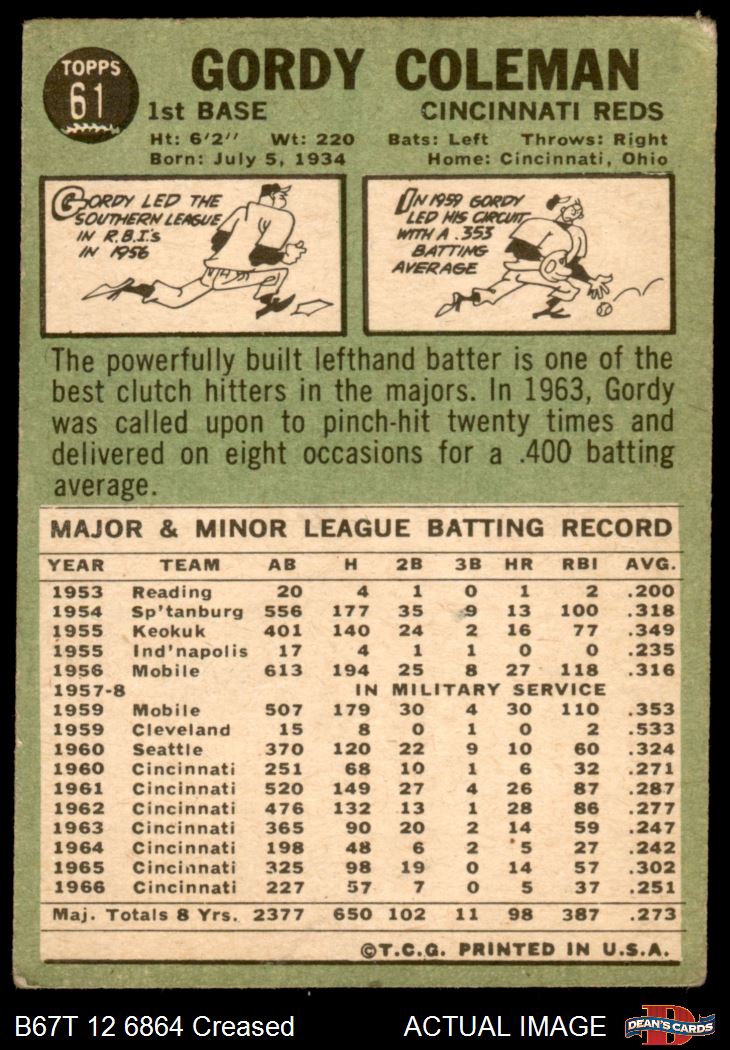 TOPPS
61
GORDY COLEMAN
1st BASE CINCINNATI REDS
Ht: 6'2" Wt: 220 Bats: Left Throws: Right
Born: July 5, 1934 Home: Cincinnati, Ohio
GORDY LED THE
SOUTHERN LEAGUE
IN R.B.I.'s
IN 1956
IN 1959 GORDY
LED HIS CIRCUIT
WITH A .353
BATTING
AVERAGE
The powerfully built lefthand batter is one of the
best clutch hitters in the majors. In 1963, Gordy
was called upon to pinch-hit twenty times and
delivered on eight occasions for a .400 batting
average.
MAJOR & MINOR LEAGUE BATTING RECORD
YEAR TEAM AB H 2B 3B HR RBI AVG.
1953 Reading 20 4 1 0 1 2 .200
1954 Sp'tanburg 556 177 35 9 13 100 .318
1955 Keokuk 401 140 24 2 16 77 .349
1955 Ind'napolis 17 4 1 1 0 0 .235
1956 Mobile 613 194 25 8 27 118 .316
1957-8 IN MILITARY SERVICE
1959 Mobile 507 179 30 4 30 110 .353
1959 Cleveland 15 8 0 1 0 2 .533
1960 Seattle 370 120 22 9 10 60 .324
1960 Cincinnati 251 68 10 1 6 32 .271
1961 Cincinnati 520 149 27 4 26 87 .287
1962 Cincinnati 476 132 13 1 28 86 .277
1963 Cincinnati 365 90 20 2 14 59 .247
1964 Cincinnati 198 48 6 2 5 27 .242
1965 Cincinnati 325 98 19 0 14 57 .302
1966 Cincinnati 227 57 7 0 5 37 .251
Maj. Totals 8 Yrs. 2377 650 102 11 98 387 .273
©T.C.G. PRINTED IN U.S.A.
B67T 12 6864 Creased ACTUAL IMAGE
DEAN'S CARDS